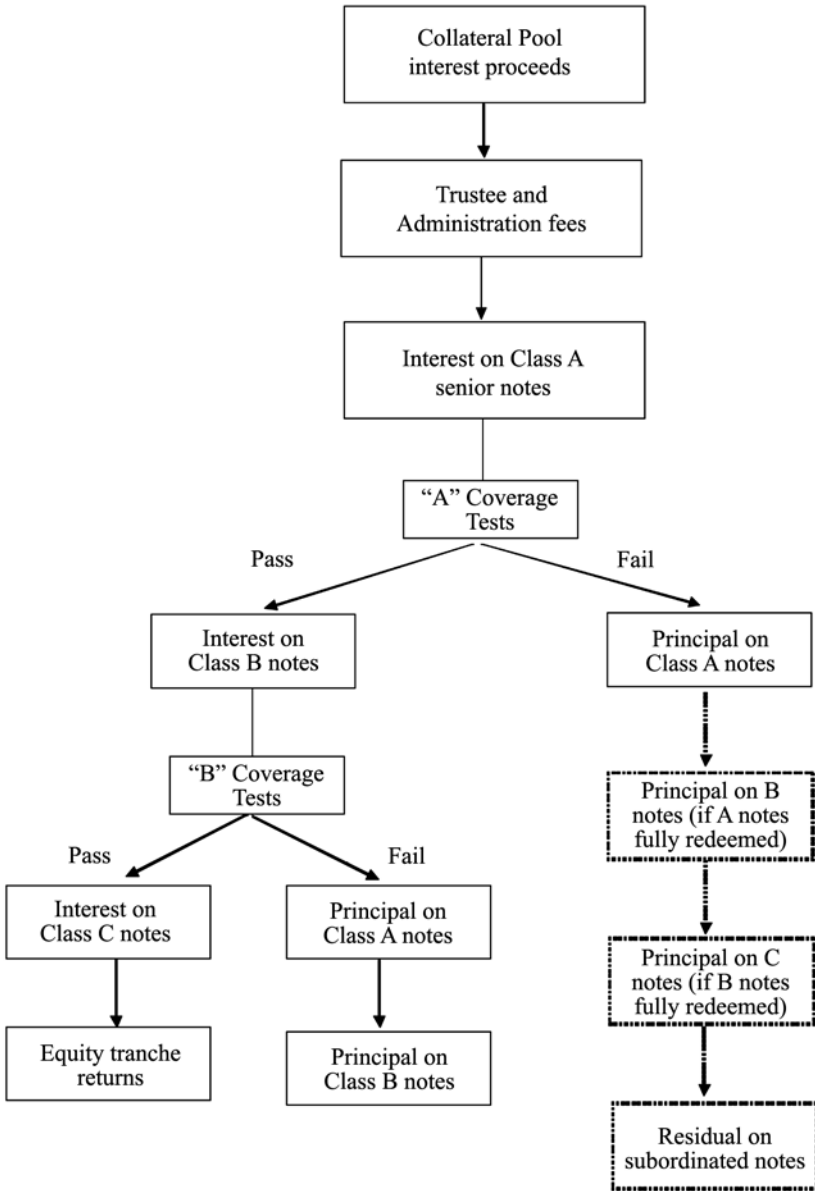 Collateral Pool
interest proceeds
Trustee and
Administration fees
Interest on Class A
senior notes
“A” Coverage
Tests
Pass
Fail
Interest on
Class B notes
Principal on
Class A notes
“B” Coverage
Tests
Principal on B
notes (if A notes
fully redeemed)
Pass
Fail
Interest on
Class C notes
Principal on
Class A notes
Principal on C
notes (if B notes
fully redeemed)
Equity tranche
returns
Principal on
Class B notes
Residual on
subordinated notes